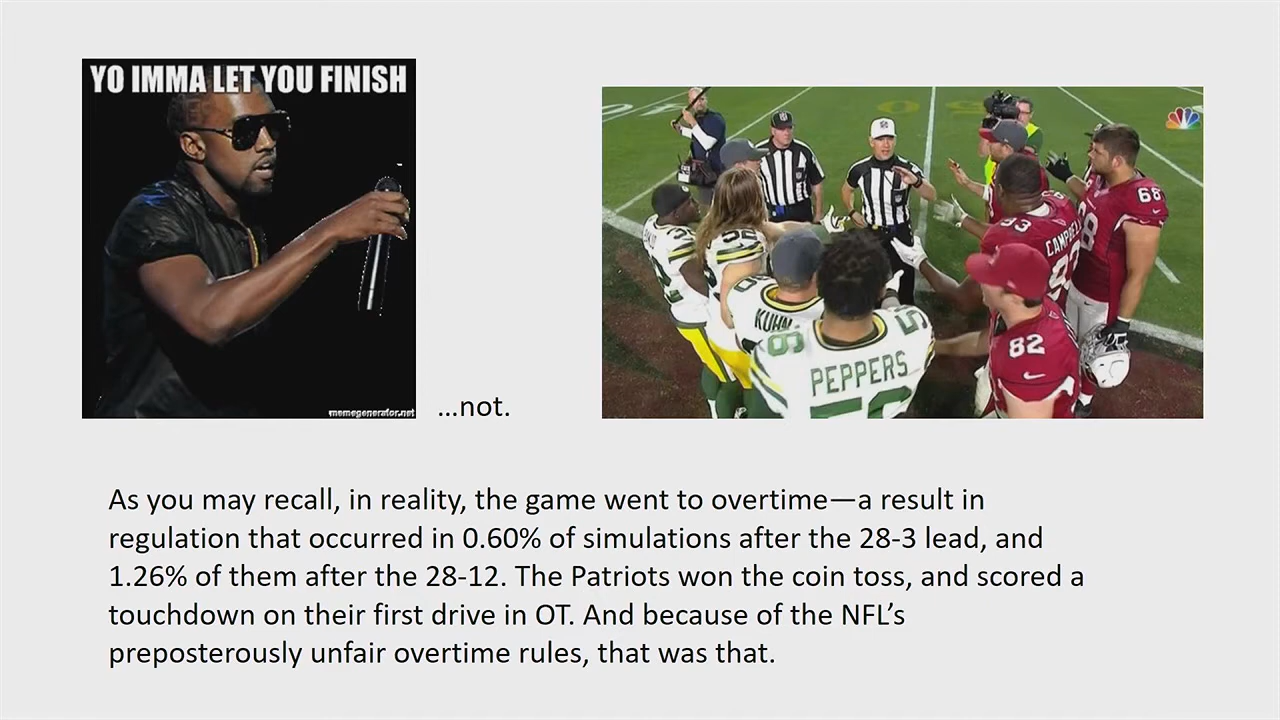 YO IMMA LET YOU FINISH
memegenerator.net
...not.
68
93
CAMPBELL
82
KUHN
PEPPERS
56
As you may recall, in reality, the game went to overtime—a result in
regulation that occurred in 0.60% of simulations after the 28-3 lead, and
1.26% of them after the 28-12. The Patriots won the coin toss, and scored a
touchdown on their first drive in OT. And because of the NFL’s
preposterously unfair overtime rules, that was that.